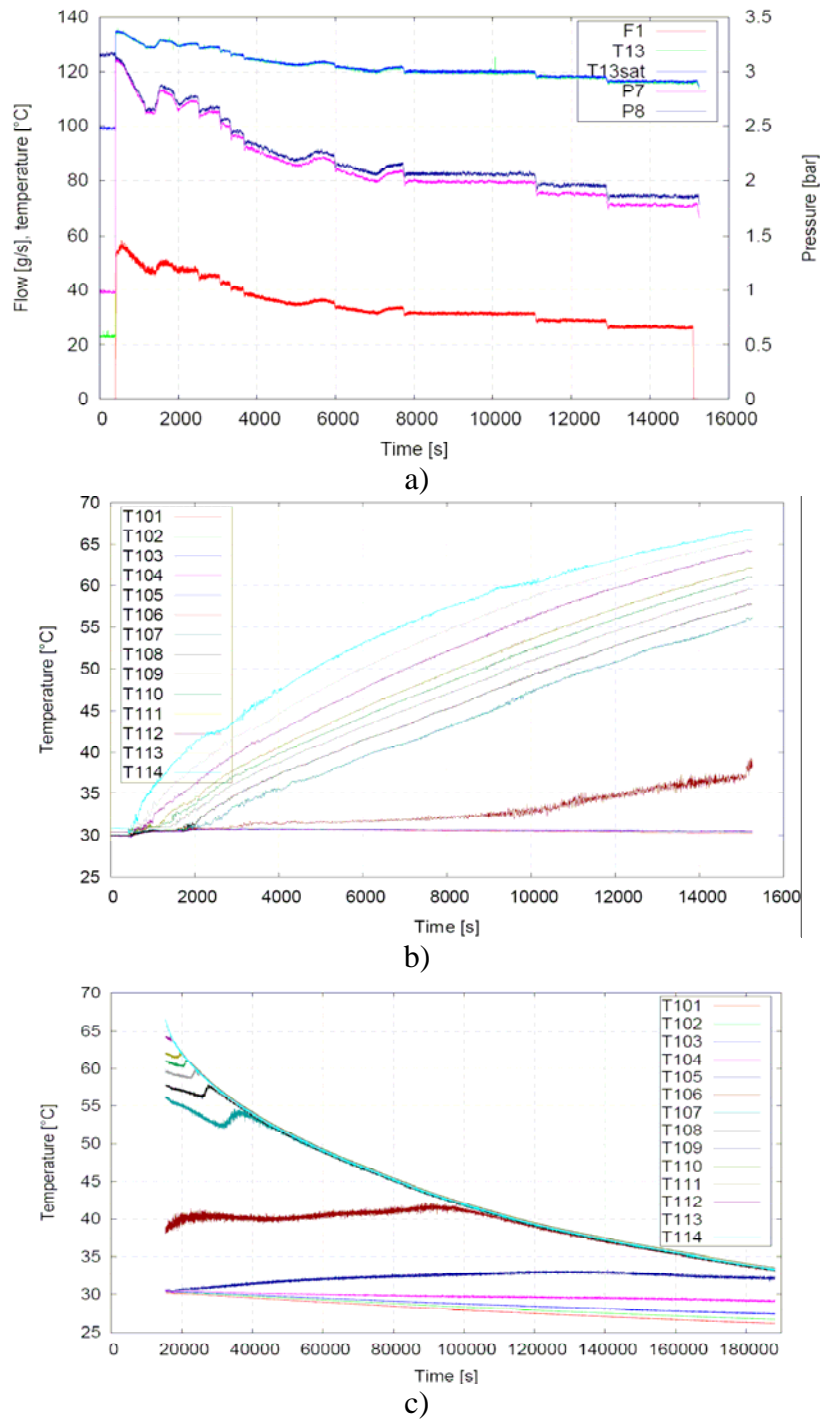 140
120
100
80
60
40
20
0
3.5
3
2.5
2
1.5
1
0.5
0
0 2000 4000 6000 8000 10000 12000 14000 16000
Flow [g/s], temperature [°C]
Pressure [bar]
Time [s]
F1
T13
T13sat
P7
P8
a)
70
65
60
55
50
45
40
35
30
25
0 2000 4000 6000 8000 10000 12000 14000 1600
Temperature [°C]
Time [s]
T101
T102
T103
T104
T105
T106
T107
T108
T109
T110
T111
T112
T113
T114
b)
70
65
60
55
50
45
40
35
30
25
0 20000 40000 60000 80000 100000 120000 140000 160000 180000
Temperature [°C]
Time [s]
T101
T102
T103
T104
T105
T106
T107
T108
T109
T110
T111
T112
T113
T114
c)